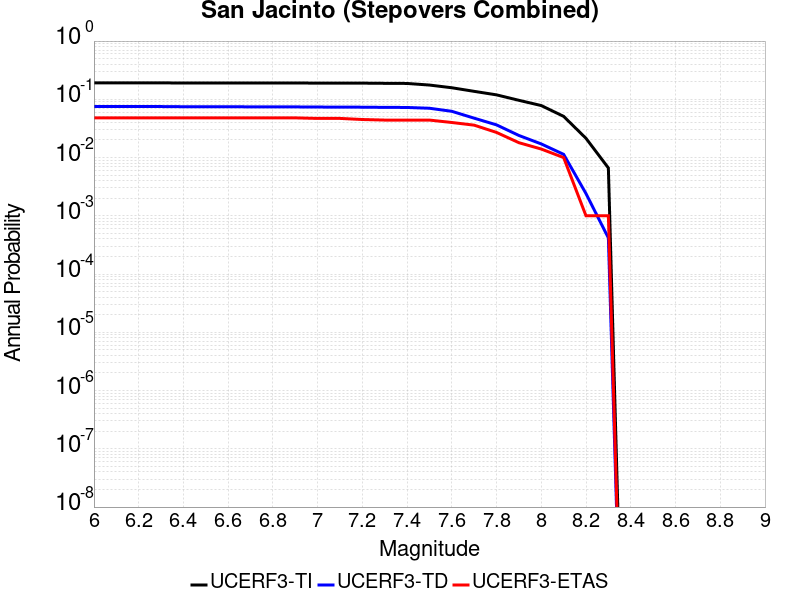 San Jacinto (Stepovers Combined)
10^0
10^-1
10^-2
10^-3
10^-4
10^-5
10^-6
10^-7
10^-8
Annual Probability
6 6.2 6.4 6.6 6.8 7 7.2 7.4 7.6 7.8 8 8.2 8.4 8.6 8.8 9
Magnitude
UCERF3-TI UCERF3-TD UCERF3-ETAS